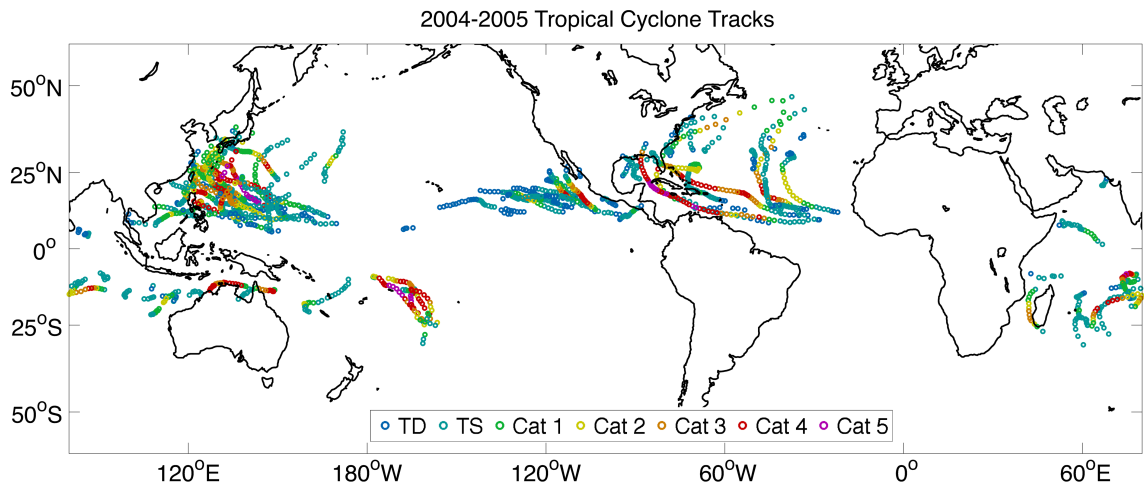 2004-2005 Tropical Cyclone Tracks
50°N
25°N
0°
25°S
50°S
TD TS Cat 1 Cat 2 Cat 3 Cat 4 Cat 5
120°E 180°W 120°W 60°W 0° 60°E